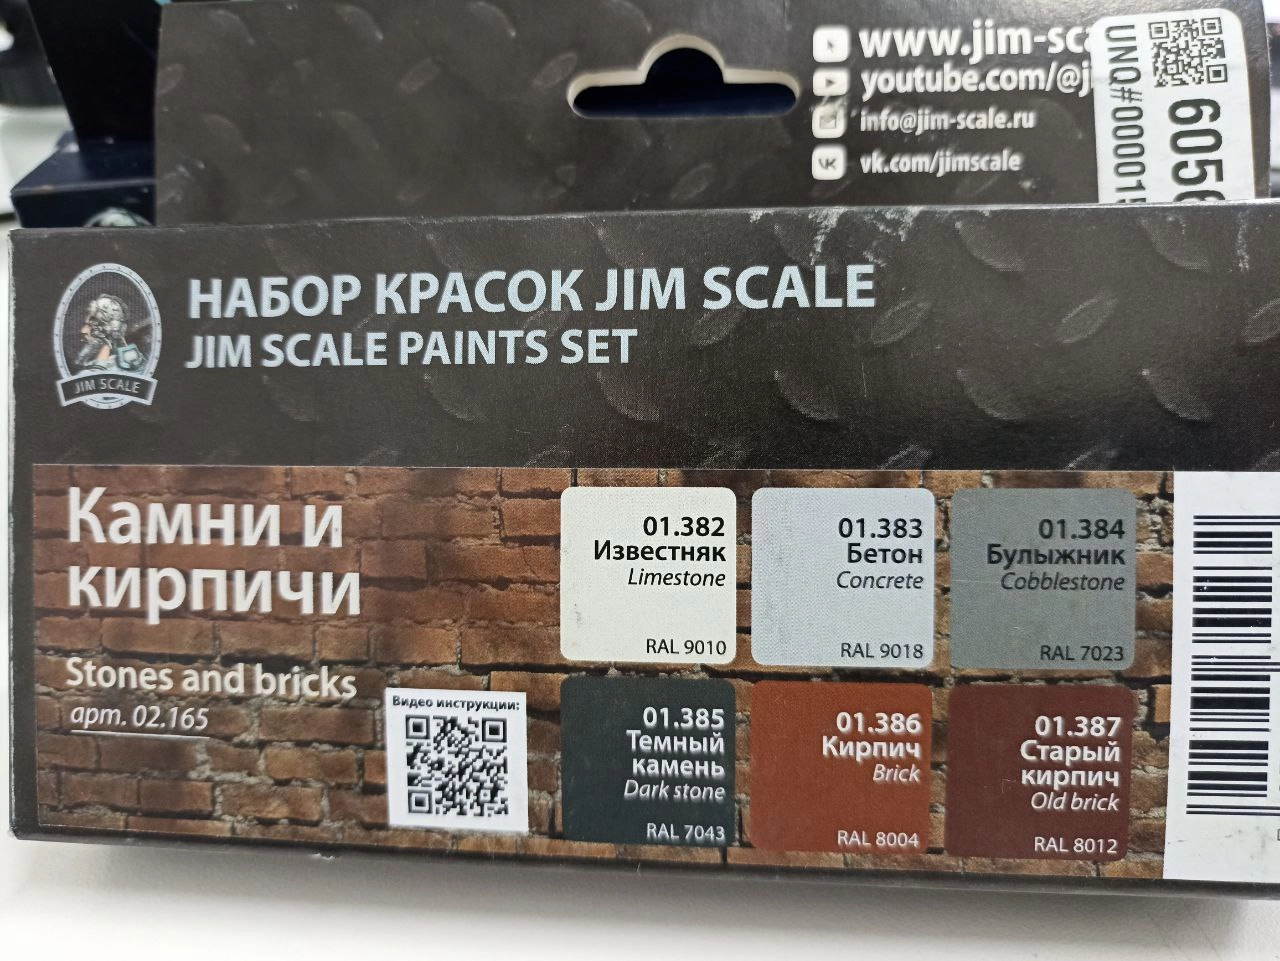 www.jim-sca
youtube.com/@j
info@jim-scale.ru
vk.com/jimscale
UNQ#000015
6056
НАБОР КРАСОК JIM SCALE
JIM SCALE PAINTS SET
JIM SCALE
Камни и
кирпичи
Stones and bricks
арт. 02.165
Видео инструкции:
01.382
Известняк
Limestone
RAL 9010
01.383
Бетон
Concrete
RAL 9018
01.384
Булыжник
Cobblestone
RAL 7023
01.385
Темный
камень
Dark stone
RAL 7043
01.386
Кирпич
Brick
RAL 8004
01.387
Старый
кирпич
Old brick
RAL 8012